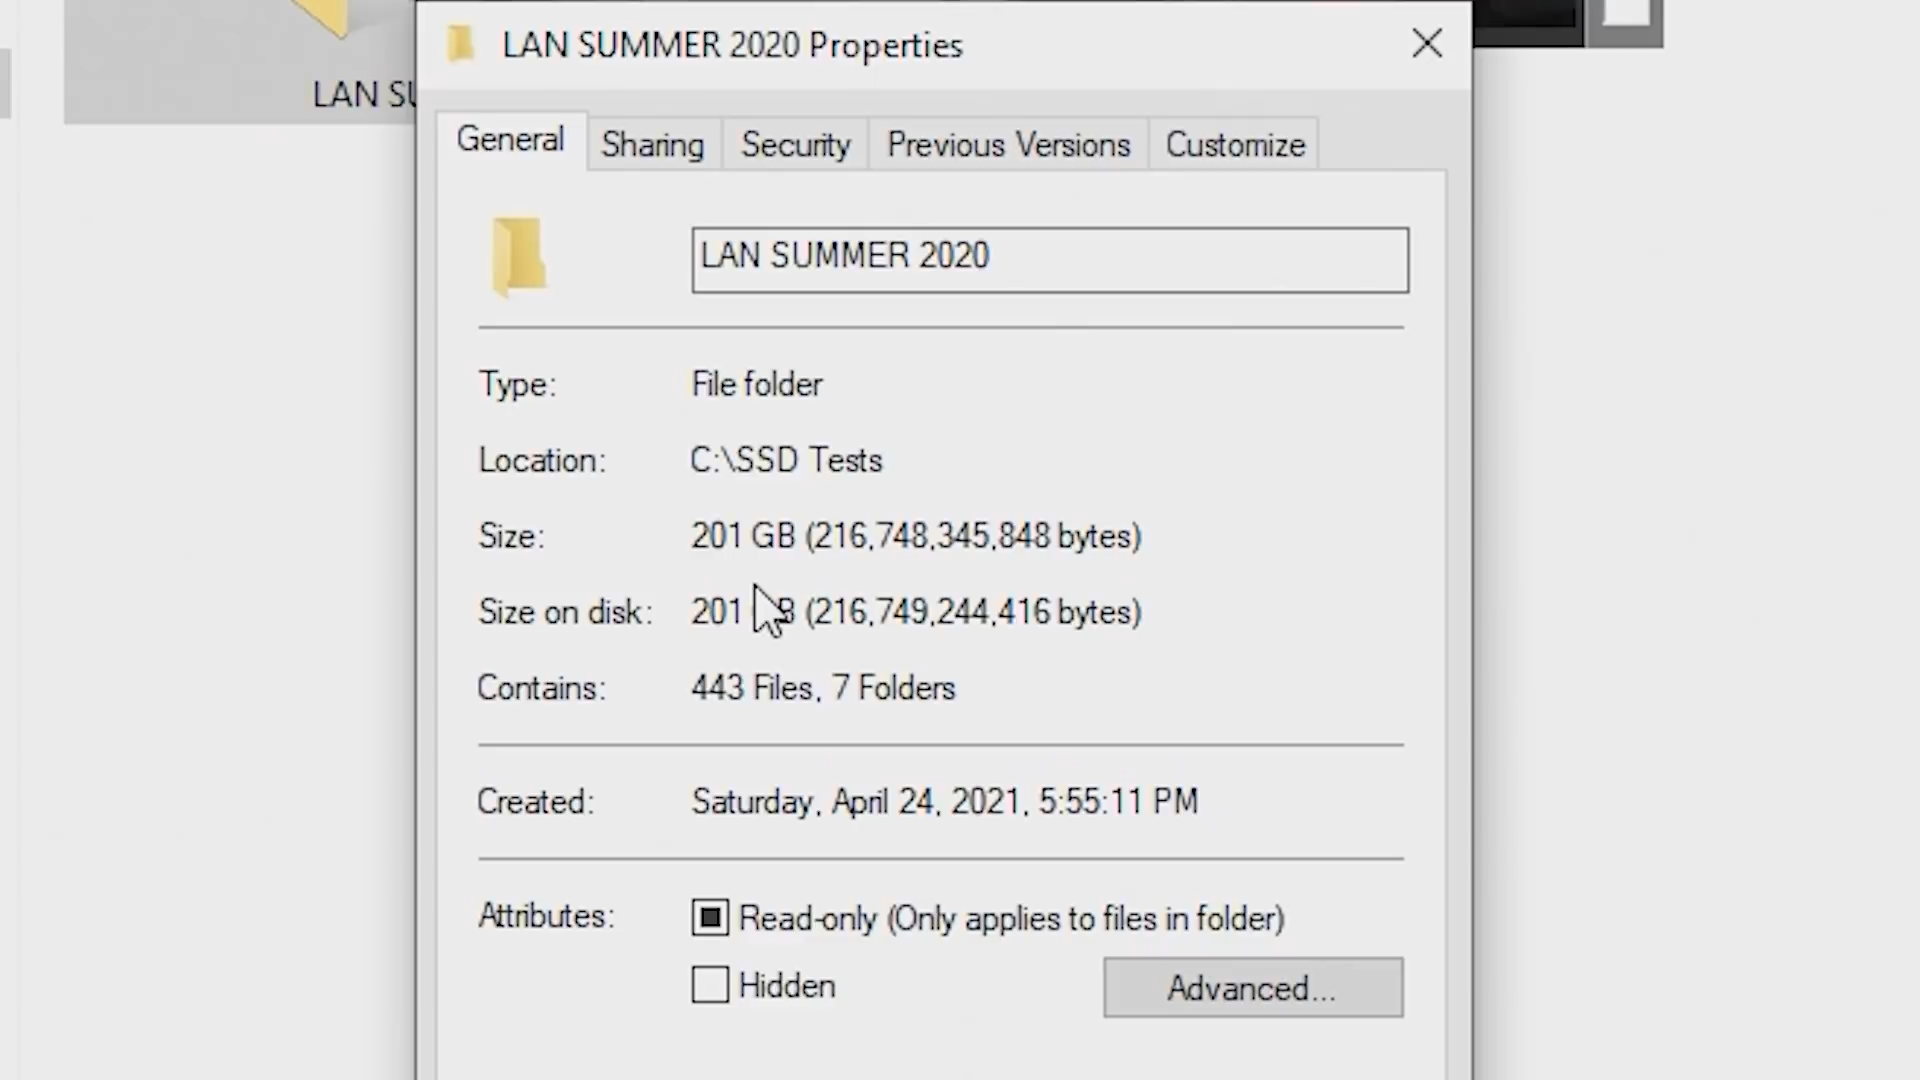 LAN SUMMER 2020 Properties
LAN SU
General Sharing Security Previous Versions Customize
LAN SUMMER 2020
Type: File folder
Location: C:\SSD Tests
Size: 201 GB (216,748,345,848 bytes)
Size on disk: 201 GB (216,749,244,416 bytes)
Contains: 443 Files, 7 Folders
Created: Saturday, April 24, 2021, 5:55:11 PM
Attributes: Read-only (Only applies to files in folder)
Hidden Advanced...